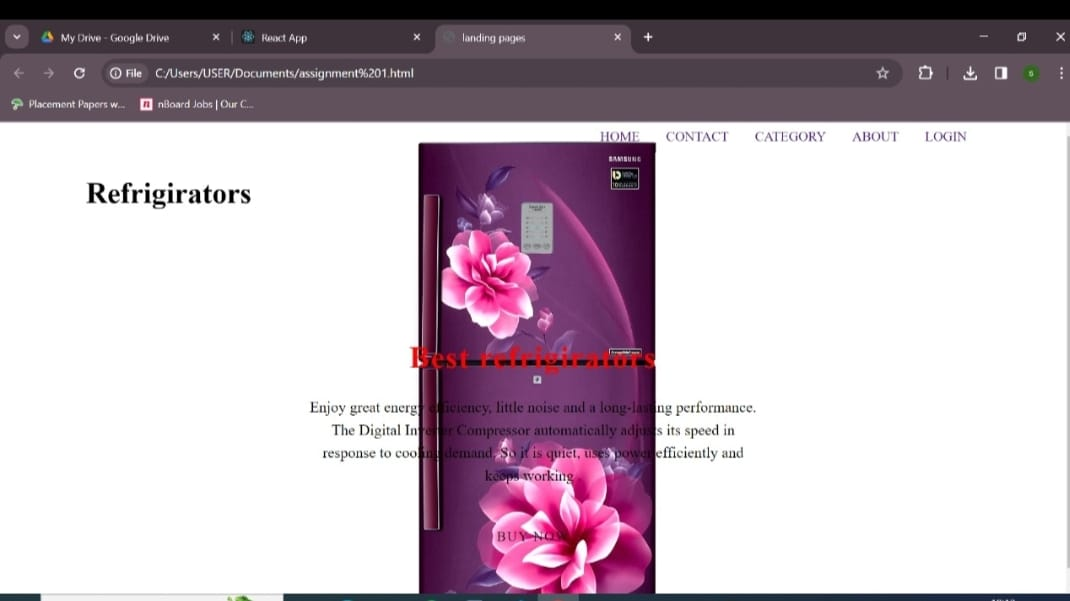 My Drive - Google Drive
React App
landing pages
File C:/Users/USER/Documents/assignment%201.html
s
Placement Papers w...
n nBoard Jobs | Our C...
HOME CONTACT CATEGORY ABOUT LOGIN
SAMSUNG
Refrigirators
Best refrigirators
Enjoy great energy efficiency, little noise and a long-lasting performance.
The Digital Inverter Compressor automatically adjusts its speed in
response to cooling demand, So it is quiet, uses power efficiently and
keeps working
BUY NOW